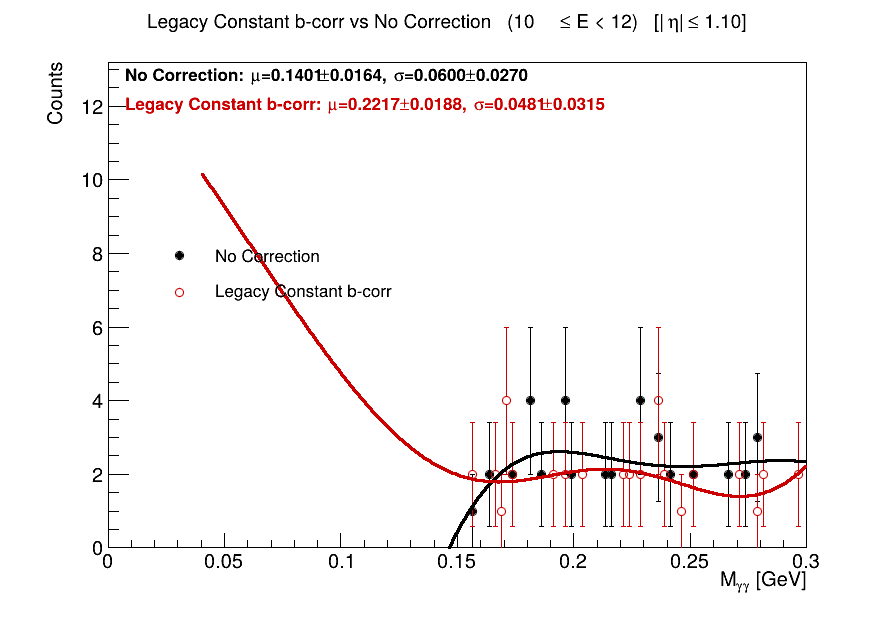 Legacy Constant b-corr vs No Correction (10 ≤ E < 12) [|η| ≤ 1.10]
Counts
No Correction: μ=0.1401±0.0164, σ=0.0600±0.0270
Legacy Constant b-corr: μ=0.2217±0.0188, σ=0.0481±0.0315
12
10
8
6
4
2
0
No Correction
Legacy Constant b-corr
0 0.05 0.1 0.15 0.2 0.25 0.3
Mγγ [GeV]